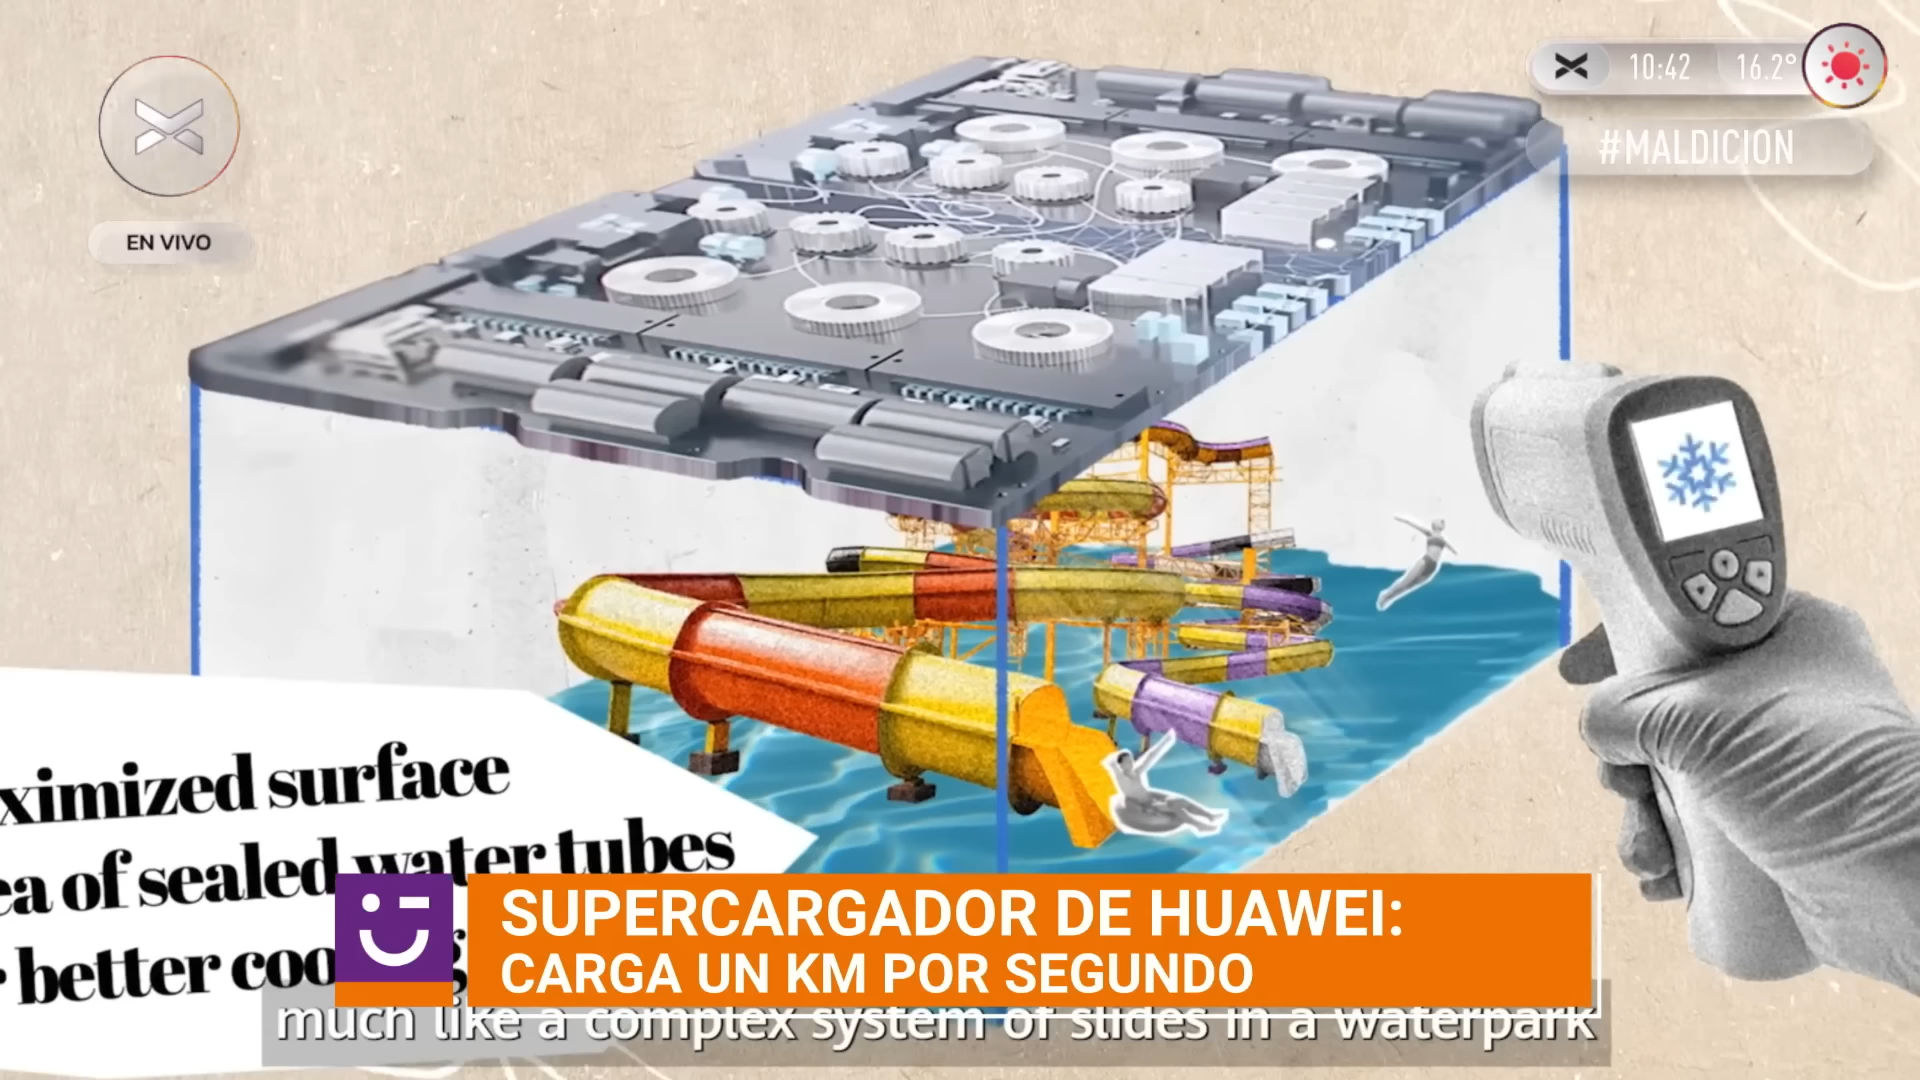 10:42 16.2°
#MALDICION
EN VIVO
ximized surface
ea of sealed water tubes
better coo
SUPERCARGADOR DE HUAWEI:
CARGA UN KM POR SEGUNDO
much like a complex system of slides in a waterpark